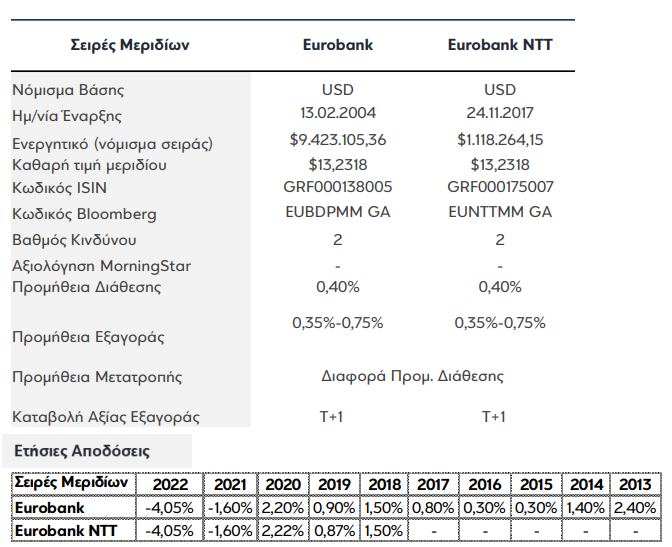 Σειρές Μεριδίων Eurobank Eurobank NTT
Νόμισμα Βάσης USD USD
Ημ/νία Έναρξης 13.02.2004 24.11.2017
Ενεργητικό (νόμισμα σειράς) $9.423.105,36 $1.118.264,15
Καθαρή τιμή μεριδίου $13,2318 $13,2318
Κωδικός ISIN GRF000138005 GRF000175007
Κωδικός Bloomberg EUBDPMM GA EUNTTMM GA
Βαθμός Κινδύνου 2 2
Αξιολόγηση MorningStar - -
Προμήθεια Διάθεσης 0,40% 0,40%
Προμήθεια Εξαγοράς 0,35%-0,75% 0,35%-0,75%
Προμήθεια Μετατροπής Διαφορά Προμ. Διάθεσης
Καταβολή Αξίας Εξαγοράς T+1 T+1
Ετήσιες Αποδόσεις
Σειρές Μεριδίων 2022 2021 2020 2019 2018 2017 2016 2015 2014 2013
Eurobank -4,05% -1,60% 2,20% 0,90% 1,50% 0,80% 0,30% 0,30% 1,40% 2,40%
Eurobank NTT -4,05% -1,60% 2,22% 0,87% 1,50% - - - - -